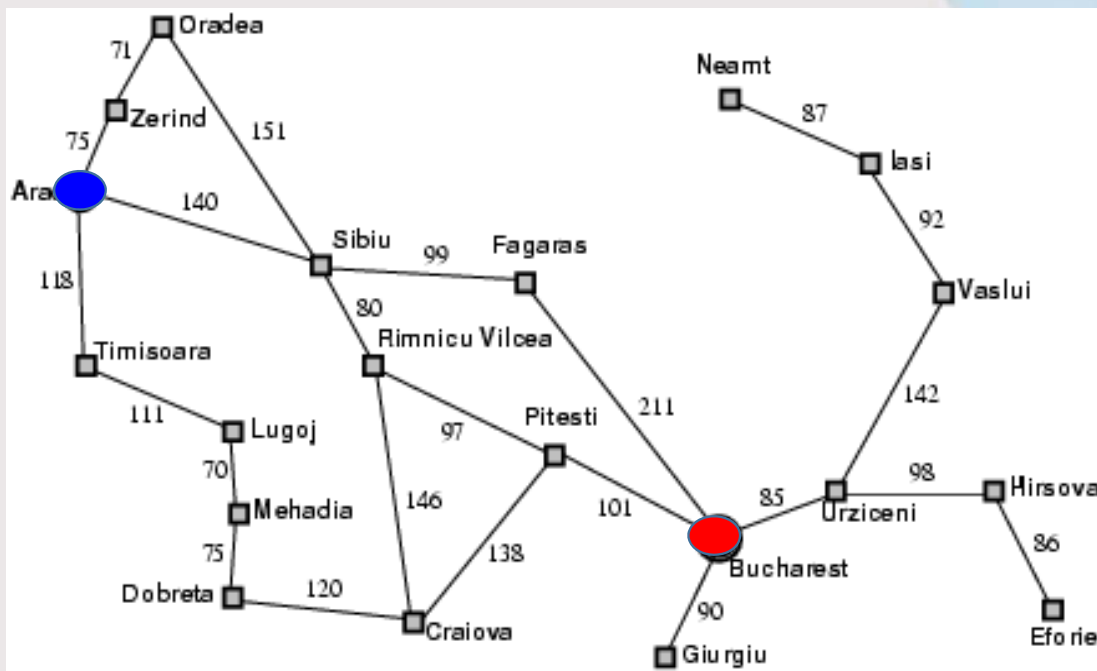 Oradea
71
Neamt
87
Zerind
151
75
Iasi
Ara
140
92
Sibiu
Fagaras
99
118
80
Vaslui
Timisoara
Rimnicu Vilcea
142
111
211
Pitesti
Lugoj
97
70
98
Hirsova
146
85
Urziceni
Mehadia
101
86
75
138
Bucharest
Dobreta
120
90
Craiova
Eforie
Giurgiu